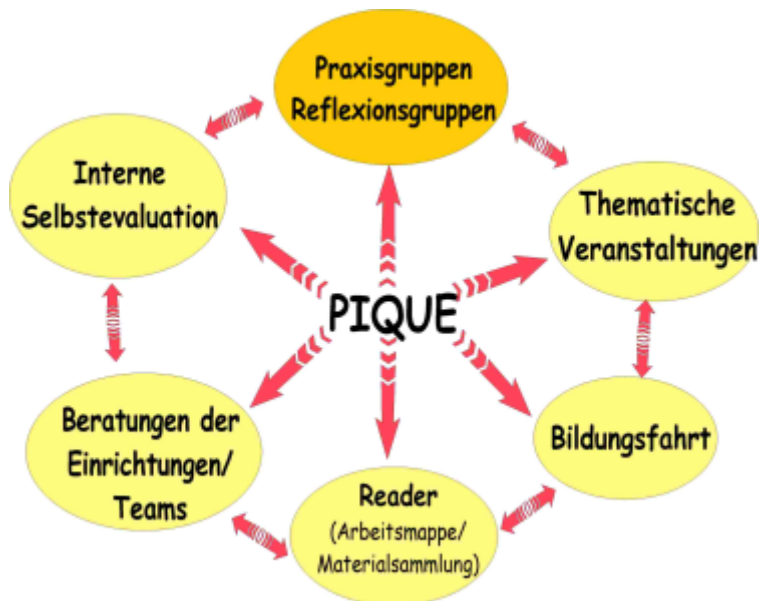 Praxisgruppen
Reflexionsgruppen
Interne
Selbstevaluation
Thematische
Veranstaltungen
PIQUE
Beratungen der
Einrichtungen/
Teams
Bildungsfahrt
Reader
(Arbeitsmappe/
Materialsammlung)